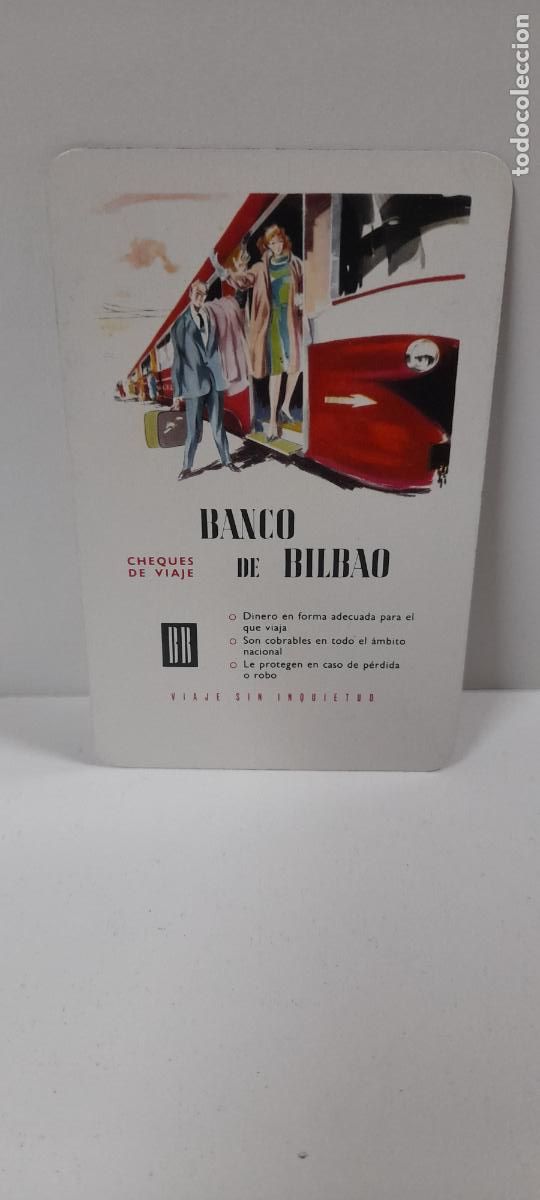 todocoleccion
BANCO
CHEQUES
DE VIAJE
DE BILBAO
BB
Dinero en forma adecuada para el
que viaja
Son cobrables en todo el ámbito
nacional
Le protegen en caso de pérdida
o robo
VIAJE SIN INQUIETUD